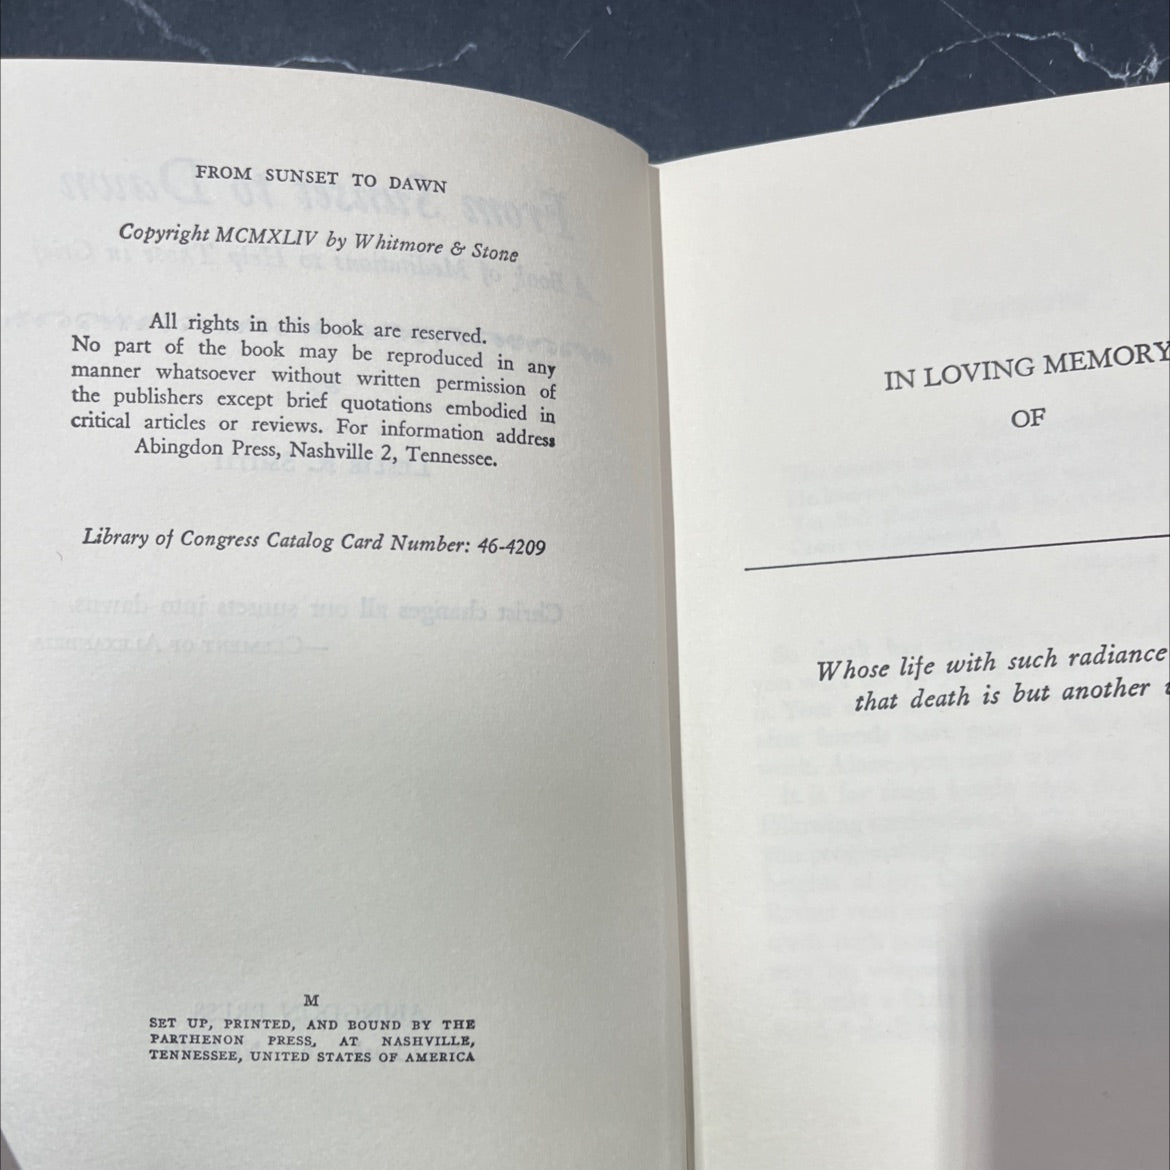 FROM SUNSET TO DAWN
Copyright MCMXLIV by Whitmore & Stone
All rights in this book are reserved.
No part of the book may be reproduced in any
manner whatsoever without written permission of
the publishers except brief quotations embodied in
critical articles or reviews. For information address
Abingdon Press, Nashville 2, Tennessee.
Library of Congress Catalog Card Number: 46-4209
M
SET UP, PRINTED, AND BOUND BY THE
PARTHENON PRESS, AT NASHVILLE,
TENNESSEE, UNITED STATES OF AMERICA
IN LOVING MEMORY
OF
Whose life with such radiance
that death is but another